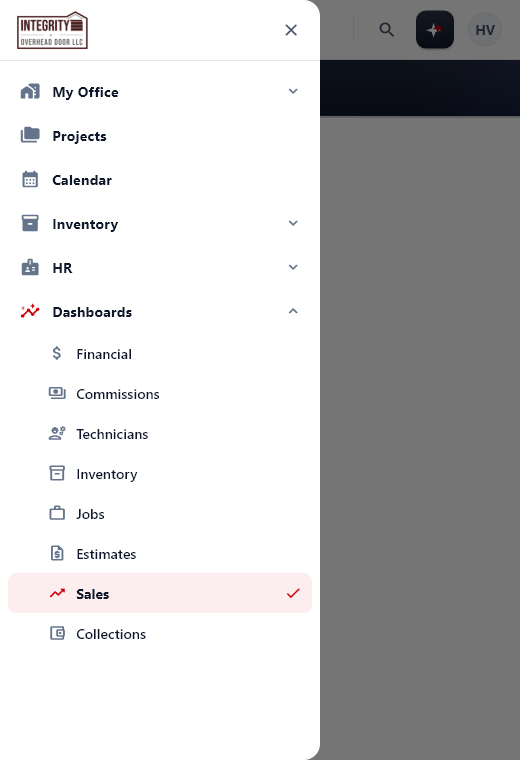 INTEGRITY
OVERHEAD DOOR LLC
HV
My Office
Projects
Calendar
Inventory
HR
Dashboards
Financial
Commissions
Technicians
Inventory
Jobs
Estimates
Sales
Collections